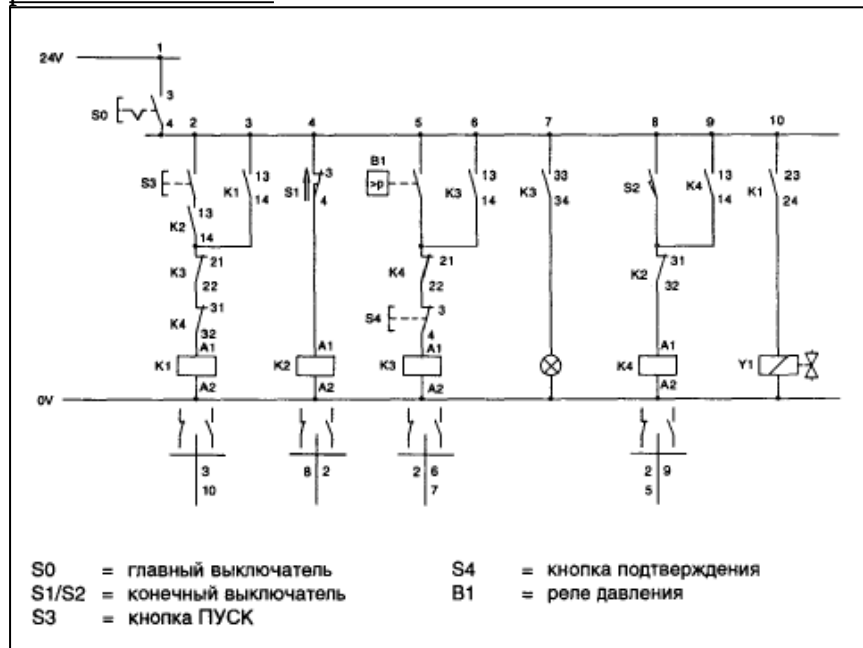 1
24V
3
S0
4
2 3 4 5 6 7 8 9 10
B1
S3 K1 13 14 S1 3 4 >p K3 13 14 K3 33 34 S2 K4 13 14 K1 23 24
K2 13
14
K3 21 22 K4 21 22 K2 31 32
K4 31 32 S4 3 4
A1 A1 A1 A1
K1 K2 K3 K4 Y1
A2 A2 A2 A2
0V
3 8 2 2 6 2 9
10 7 5
S0 = главный выключатель
S1/S2 = конечный выключатель
S3 = кнопка ПУСК
S4 = кнопка подтверждения
B1 = реле давления